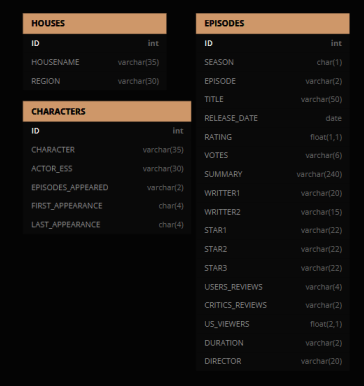 HOUSES
ID int
HOUSENAME varchar(35)
REGION varchar(30)
CHARACTERS
ID int
CHARACTER varchar(35)
ACTOR_ESS varchar(30)
EPISODES_APPEARED varchar(2)
FIRST_APPEARANCE char(4)
LAST_APPEARANCE char(4)
EPISODES
ID int
SEASON char(1)
EPISODE varchar(2)
TITLE varchar(50)
RELEASE_DATE date
RATING float(1,1)
VOTES varchar(6)
SUMMARY varchar(240)
WRITTER1 varchar(20)
WRITTER2 varchar(15)
STAR1 varchar(22)
STAR2 varchar(22)
STAR3 varchar(22)
USERS_REVIEWS varchar(4)
CRITICS_REVIEWS varchar(2)
US_VIEWERS float(2,1)
DURATION varchar(2)
DIRECTOR varchar(20)